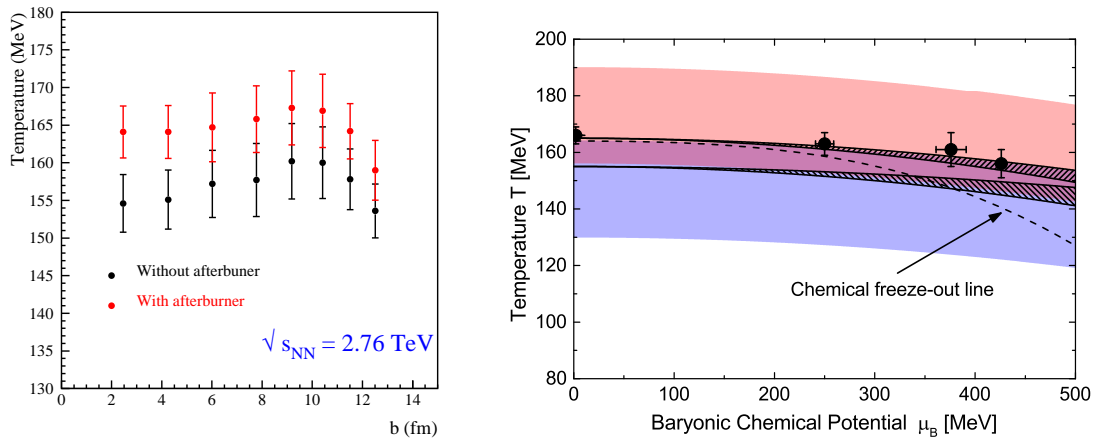 Temperature (MeV)
180
175
170
165
160
155
150
145
140
135
130
Without afterbuner
With afterburner
√ s_NN = 2.76 TeV
0 2 4 6 8 10 12 14
b (fm)
Temperature T [MeV]
200
180
160
140
120
100
80
Chemical freeze-out line
0 100 200 300 400 500
Baryonic Chemical Potential μ_B [MeV]